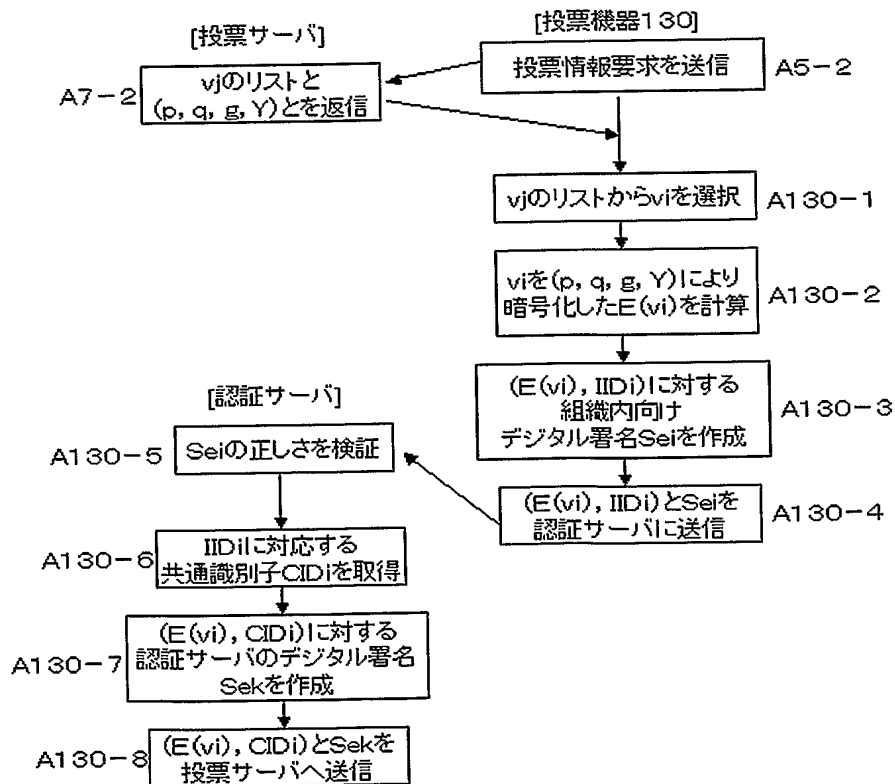 [投票サーバ]
[投票機器130]
投票情報要求を送信
A5-2
A7-2
vjのリストと
(p, q, g, Y)とを返信
vjのリストからviを選択
A130-1
viを(p, q, g, Y)により
暗号化したE(vi)を計算
A130-2
(E(vi), IIDi)に対する
組織内向け
デジタル署名Seiを作成
A130-3
[認証サーバ]
A130-5
Seiの正しさを検証
(E(vi), IIDi)とSeiを
認証サーバに送信
A130-4
A130-6
IIDiに対応する
共通識別子CIDiを取得
A130-7
(E(vi), CIDi)に対する
認証サーバのデジタル署名
Sekを作成
A130-8
(E(vi), CIDi)とSekを
投票サーバへ送信